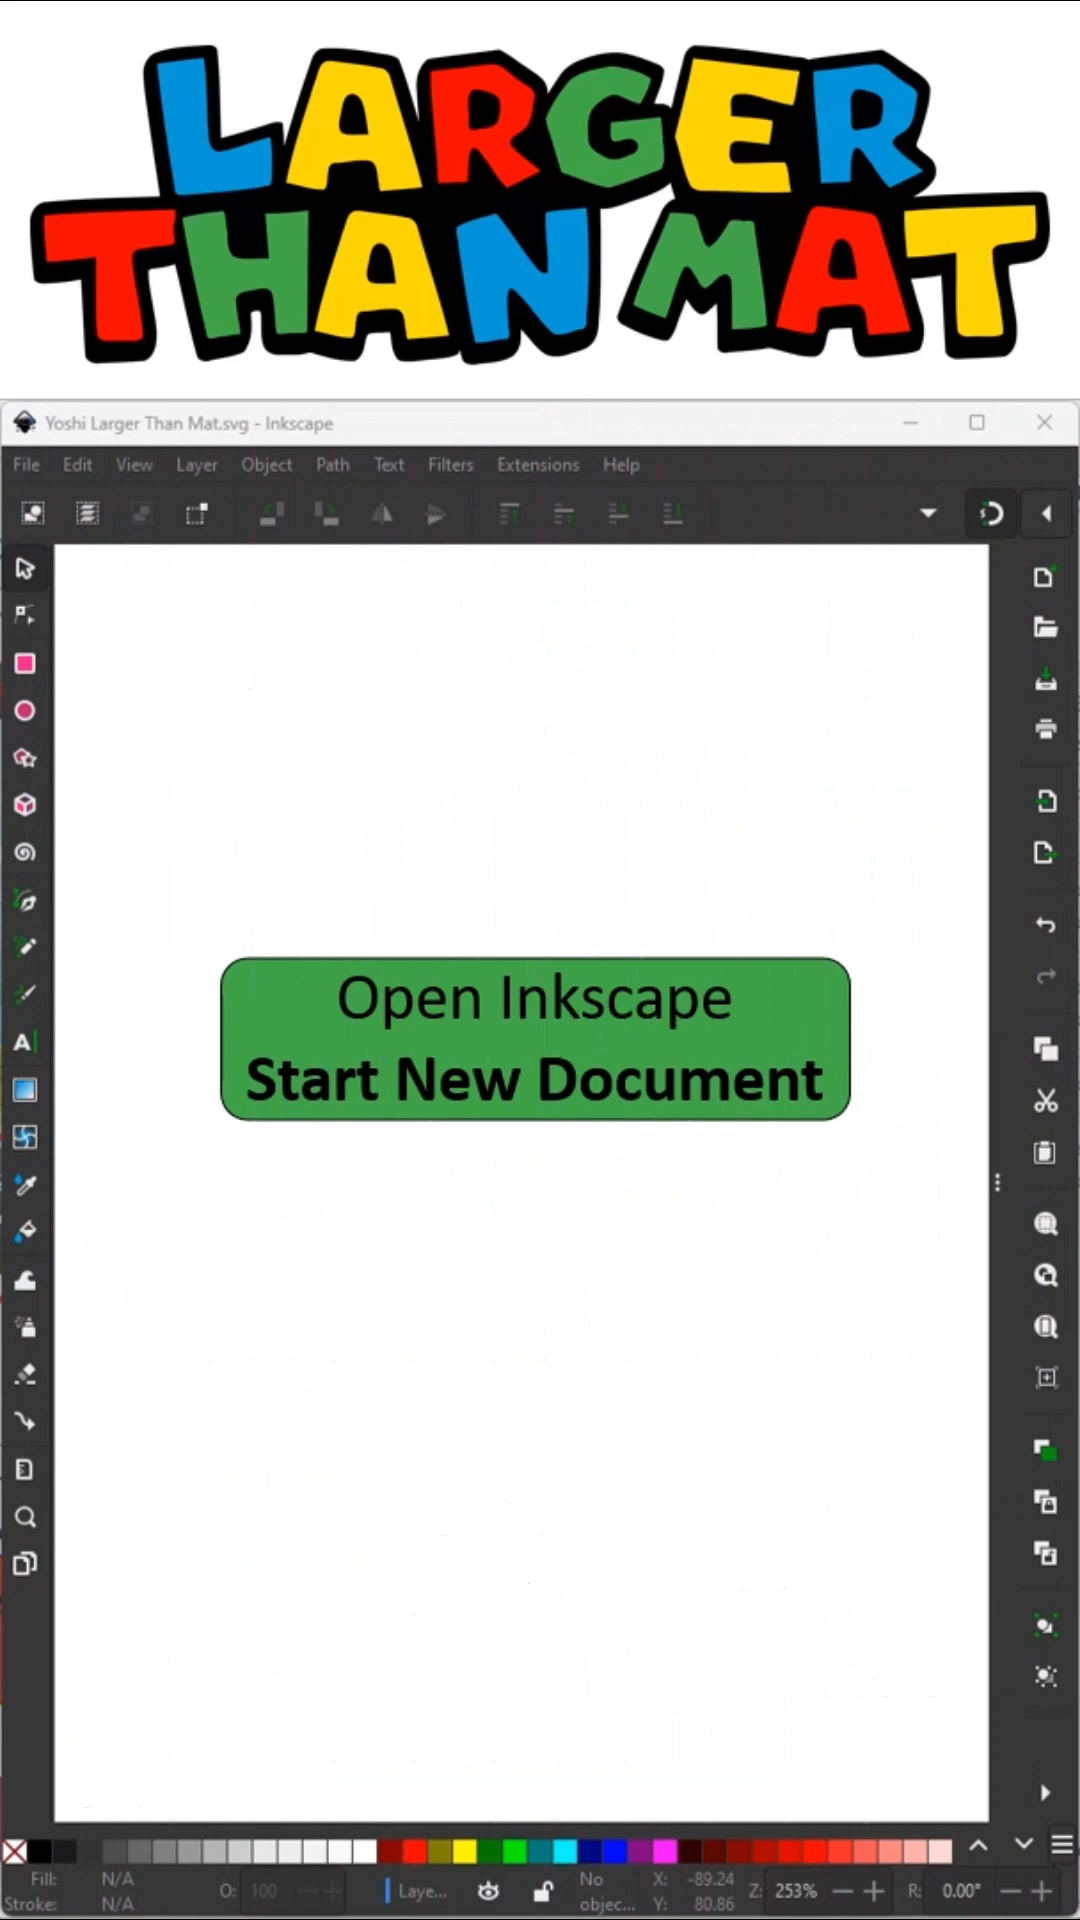 LARGER
THAN MAT
Yoshi Larger Than Mat.svg - Inkscape
File Edit View Layer Object Path Text Filters Extensions Help
Open Inkscape
Start New Document
Fill: N/A
Stroke: N/A
O: 100
Laye...
No
objec...
X: -89.24
Y: 80.86
Z: 253%
R: 0.00°